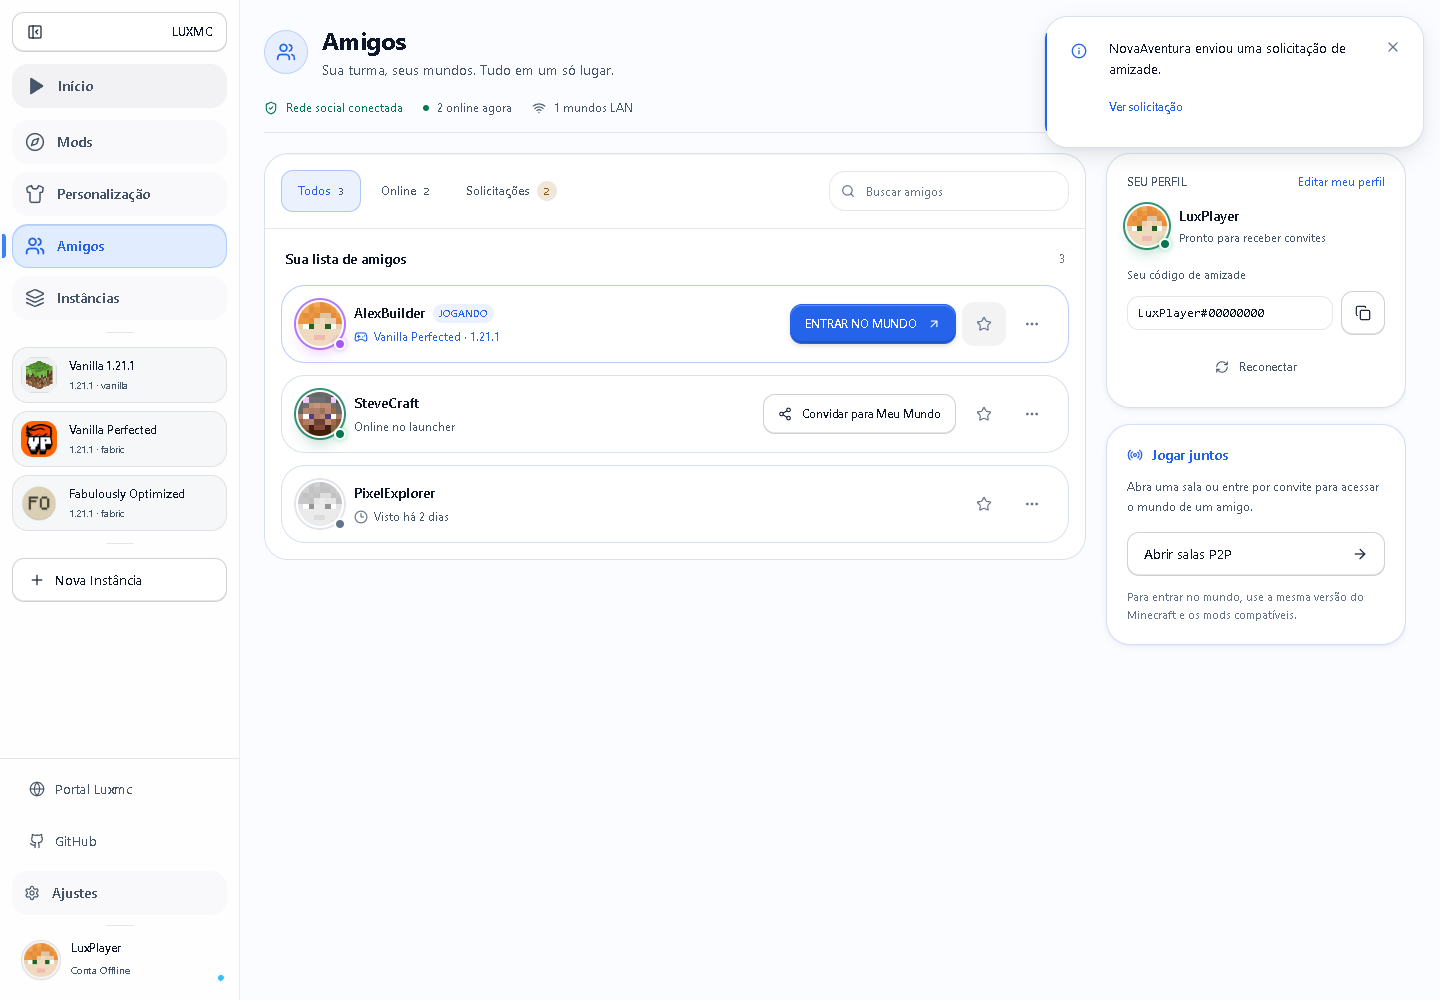 LUXMC
Início
Mods
Personalização
Amigos
Instâncias
Vanilla 1.21.1
1.21.1 · vanilla
Vanilla Perfected
1.21.1 · fabric
Fabulously Optimized
1.21.1 · fabric
Nova Instância
Portal Luxmc
GitHub
Ajustes
LuxPlayer
Conta Offline
Amigos
Sua turma, seus mundos. Tudo em um só lugar.
Rede social conectada
2 online agora
1 mundos LAN
Todos 3
Online 2
Solicitações 2
Buscar amigos
Sua lista de amigos
3
AlexBuilder JOGANDO
Vanilla Perfected · 1.21.1
ENTRAR NO MUNDO
SteveCraft
Online no launcher
Convidar para Meu Mundo
PixelExplorer
Visto há 2 dias
NovaAventura enviou uma solicitação de
amizade.
Ver solicitação
SEU PERFIL
Editar meu perfil
LuxPlayer
Pronto para receber convites
Seu código de amizade
LuxPlayer#00000000
Reconectar
Jogar juntos
Abra uma sala ou entre por convite para acessar
o mundo de um amigo.
Abrir salas P2P
Para entrar no mundo, use a mesma versão do
Minecraft e os mods compatíveis.
VP
FO